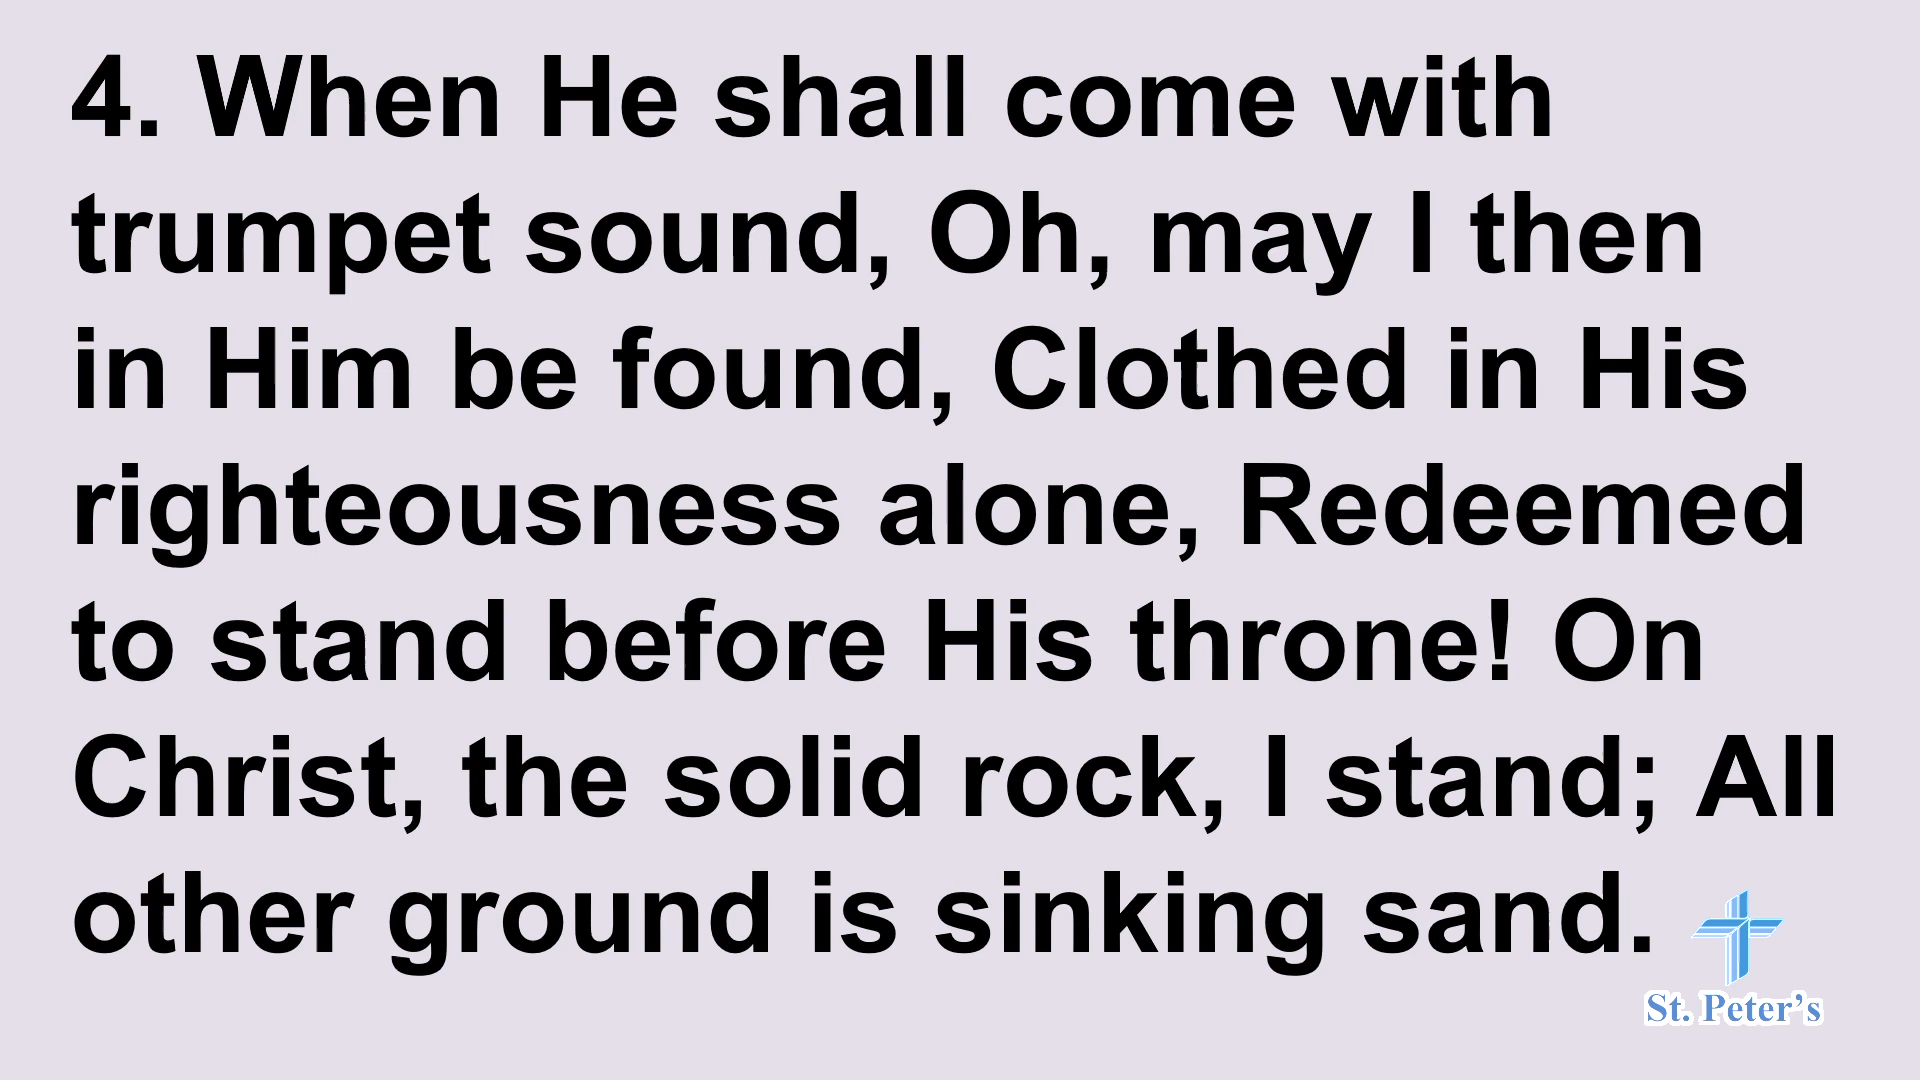 4. When He shall come with
trumpet sound, Oh, may I then
in Him be found, Clothed in His
righteousness alone, Redeemed
to stand before His throne! On
Christ, the solid rock, I stand; All
other ground is sinking sand.
St. Peter’s